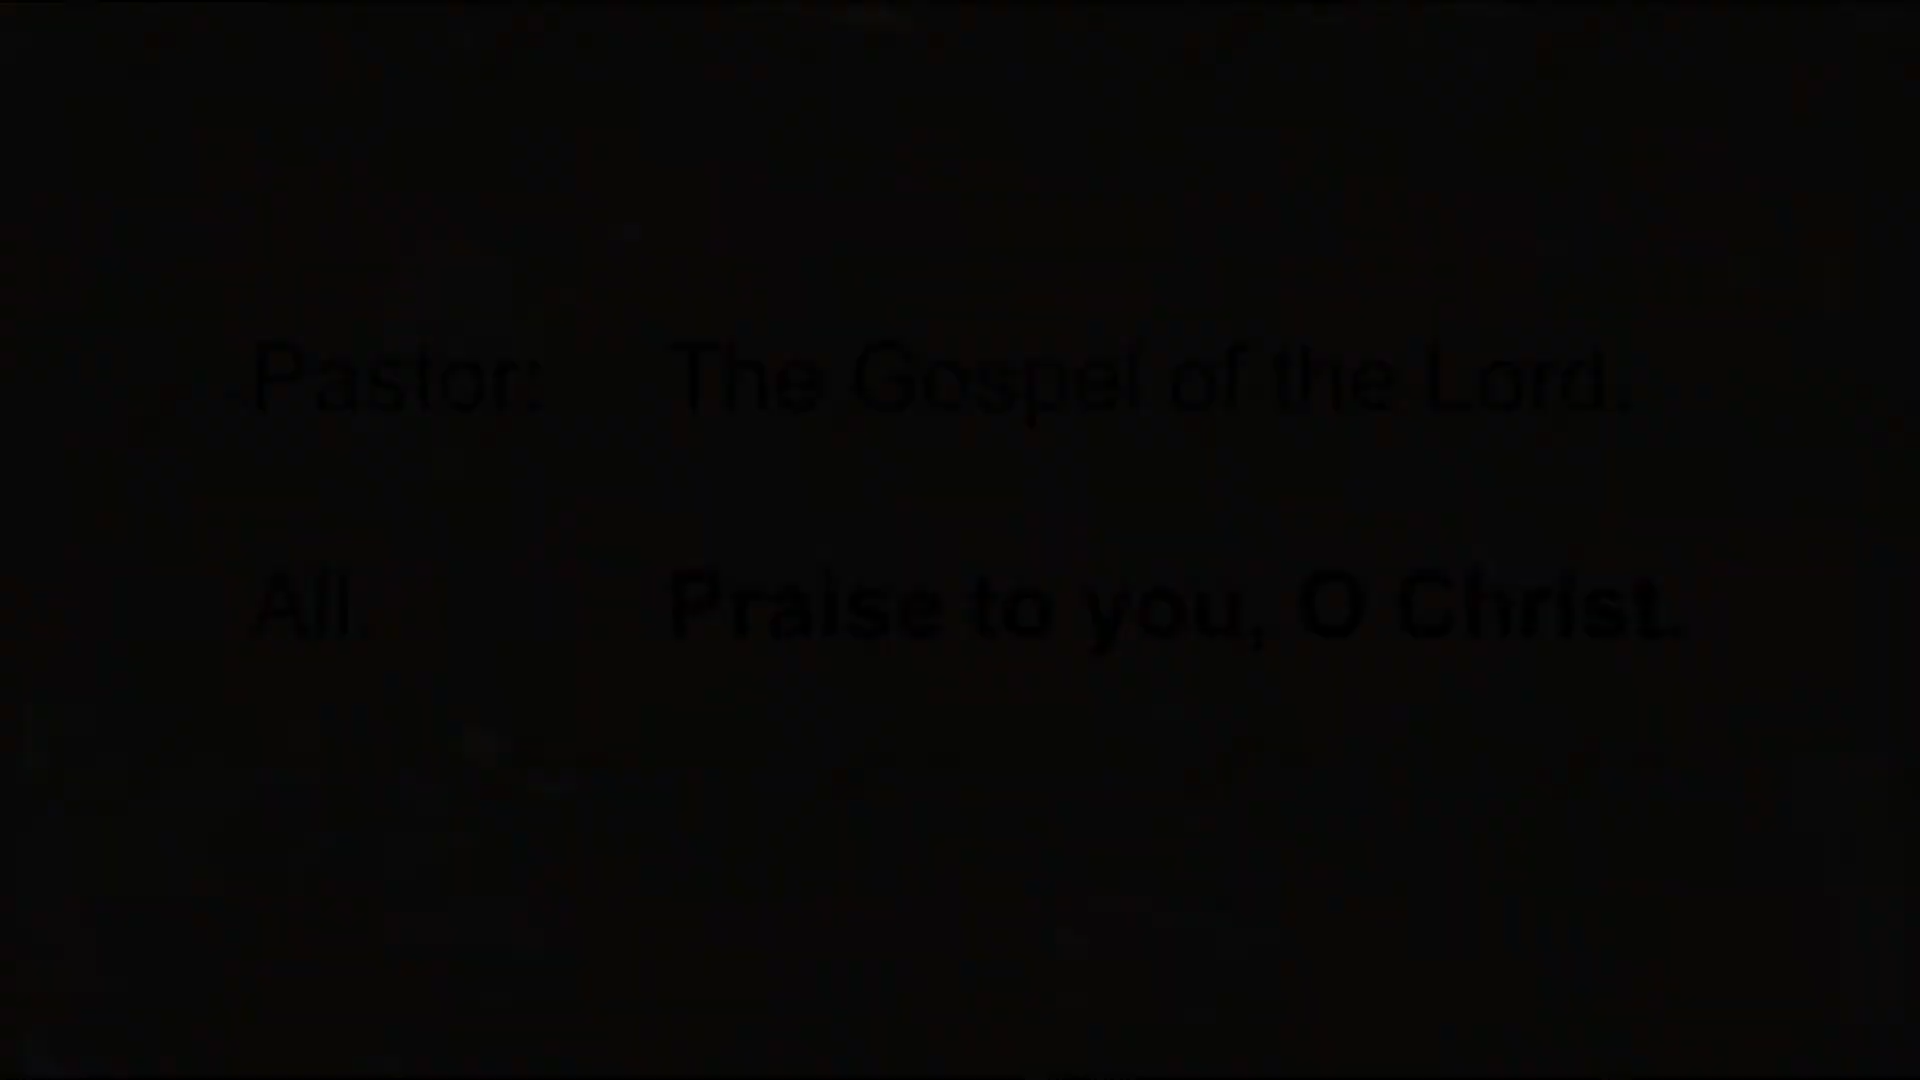 Pastor: The Gospel of the Lord.
All: Praise to you, O Christ.